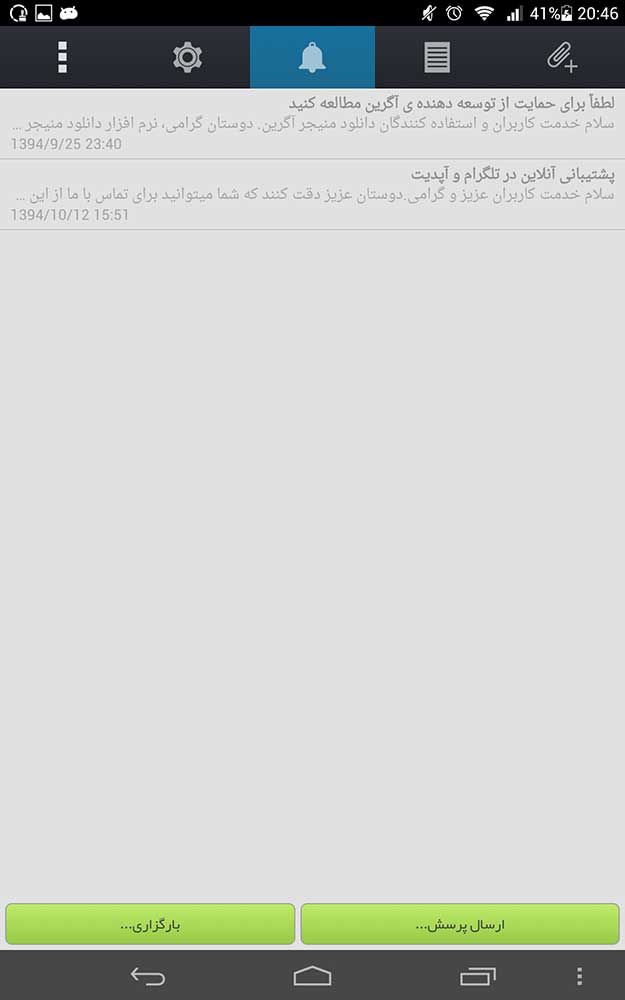 41% 20:46
لطفاً برای حمایت از توسعه دهنده ی آگرین مطالعه کنید
سلام خدمت کاربران و استفاده کنندگان دانلود منیجر آگرین. دوستان گرامی، نرم افزار دانلود منیجر ...
1394/9/25 23:40
پشتیبانی آنلاین در تلگرام و آپدیت
سلام خدمت کاربران عزیز و گرامی.دوستان عزیز دقت کنند که شما میتوانید برای تماس با ما از این ...
1394/10/12 15:51
ارسال پرسش...
بارگزاری...